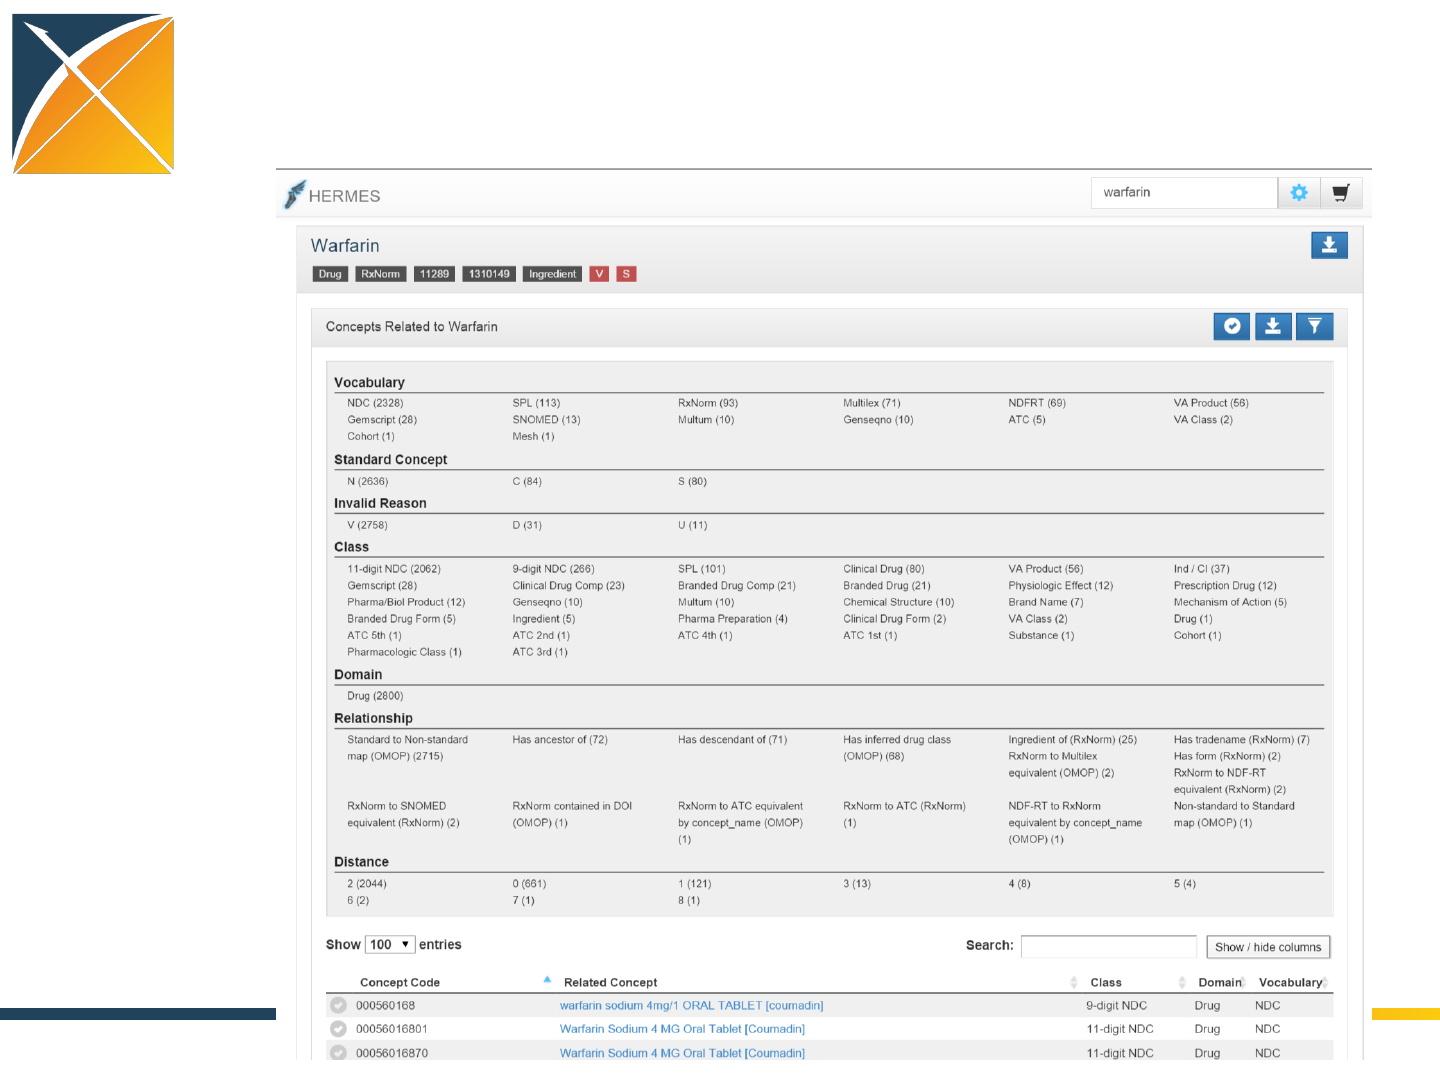 HERMES
warfarin
Warfarin
Drug RxNorm 11289 1310149 Ingredient V S
Concepts Related to Warfarin
Vocabulary
NDC (2328) SPL (113) RxNorm (93) Multilex (71) NDFRT (69) VA Product (56)
Gemscript (28) SNOMED (13) Multum (10) Genseqno (10) ATC (5) VA Class (2)
Cohort (1) Mesh (1)
Standard Concept
N (2636) C (84) S (80)
Invalid Reason
V (2758) D (31) U (11)
Class
11-digit NDC (2062) 9-digit NDC (266) SPL (101) Clinical Drug (80) VA Product (56) Ind / CI (37)
Gemscript (28) Clinical Drug Comp (23) Branded Drug Comp (21) Branded Drug (21) Physiologic Effect (12) Prescription Drug (12)
Pharma/Biol Product (12) Genseqno (10) Multum (10) Chemical Structure (10) Brand Name (7) Mechanism of Action (5)
Branded Drug Form (5) Ingredient (5) Pharma Preparation (4) Clinical Drug Form (2) VA Class (2) Drug (1)
ATC 5th (1) ATC 2nd (1) ATC 4th (1) ATC 1st (1) Substance (1) Cohort (1)
Pharmacologic Class (1) ATC 3rd (1)
Domain
Drug (2800)
Relationship
Standard to Non-standard Has ancestor of (72) Has descendant of (71) Has inferred drug class Ingredient of (RxNorm) (25) Has tradename (RxNorm) (7)
map (OMOP) (2715) (OMOP) (68) RxNorm to Multilex Has form (RxNorm) (2)
equivalent (OMOP) (2) RxNorm to NDF-RT
equivalent (RxNorm) (2)
RxNorm to SNOMED RxNorm contained in DOI RxNorm to ATC equivalent RxNorm to ATC (RxNorm) NDF-RT to RxNorm Non-standard to Standard
equivalent (RxNorm) (2) (OMOP) (1) by concept_name (OMOP) (1) equivalent by concept_name map (OMOP) (1)
(1) (OMOP) (1)
Distance
2 (2044) 0 (661) 1 (121) 3 (13) 4 (8) 5 (4)
6 (2) 7 (1) 8 (1)
Show 100 entries Search: Show / hide columns
Concept Code Related Concept Class Domain Vocabulary
000560168 warfarin sodium 4mg/1 ORAL TABLET [coumadin] 9-digit NDC Drug NDC
00056016801 Warfarin Sodium 4 MG Oral Tablet [Coumadin] 11-digit NDC Drug NDC
00056016870 Warfarin Sodium 4 MG Oral Tablet [Coumadin] 11-digit NDC Drug NDC